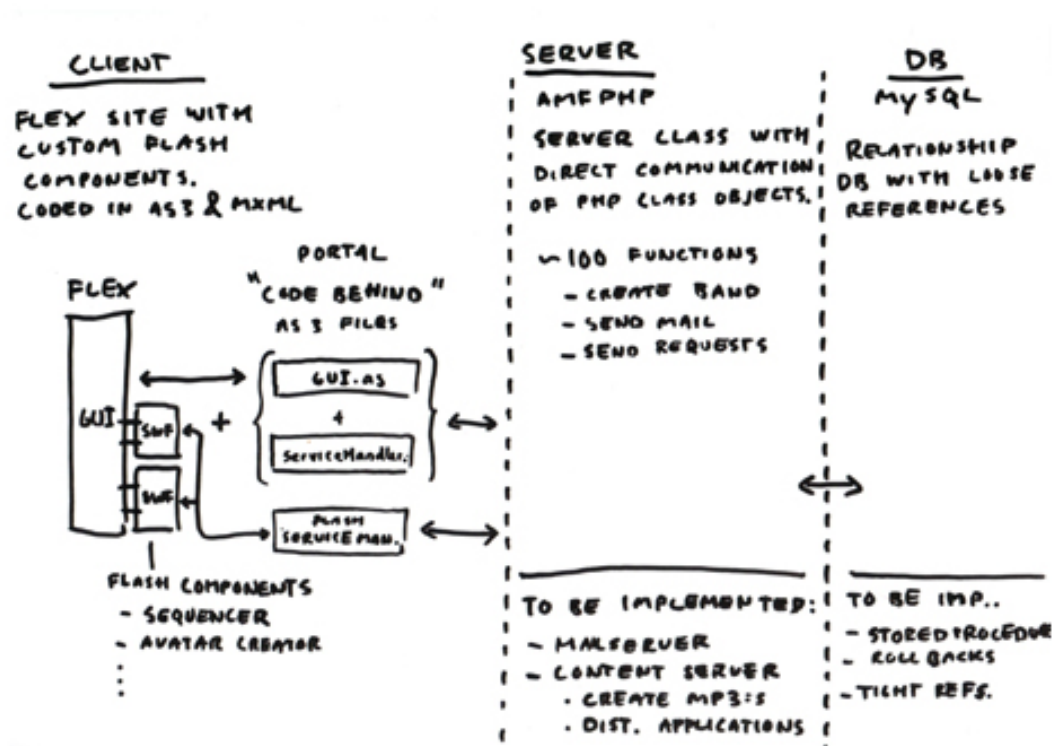 CLIENT
FLEX SITE WITH
CUSTOM FLASH
COMPONENTS.
CODED IN AS3 & MXML
FLEX
GUI
SWF
SWF
PORTAL
"CODE BEHIND"
AS 3 FILES
GUI.as
+
+
ServiceHandler.
FLASH
SERVICE MAN.
FLASH COMPONENTS
- SEQUENCER
- AVATAR CREATOR
SERVER
AMFPHP
SERVER CLASS WITH
DIRECT COMMUNICATION
OF PHP CLASS OBJECTS.
~100 FUNCTIONS
- CREATE BAND
- SEND MAIL
- SEND REQUESTS
TO BE IMPLEMENTED:
- MAILSERVER
- CONTENT SERVER
· CREATE MP3:S
· DIST. APPLICATIONS
DB
MySQL
RELATIONSHIP
DB WITH LOOSE
REFERENCES
TO BE IMP..
- STORED PROCEDURE
- ROLL BACKS
- TIGHT REFS.